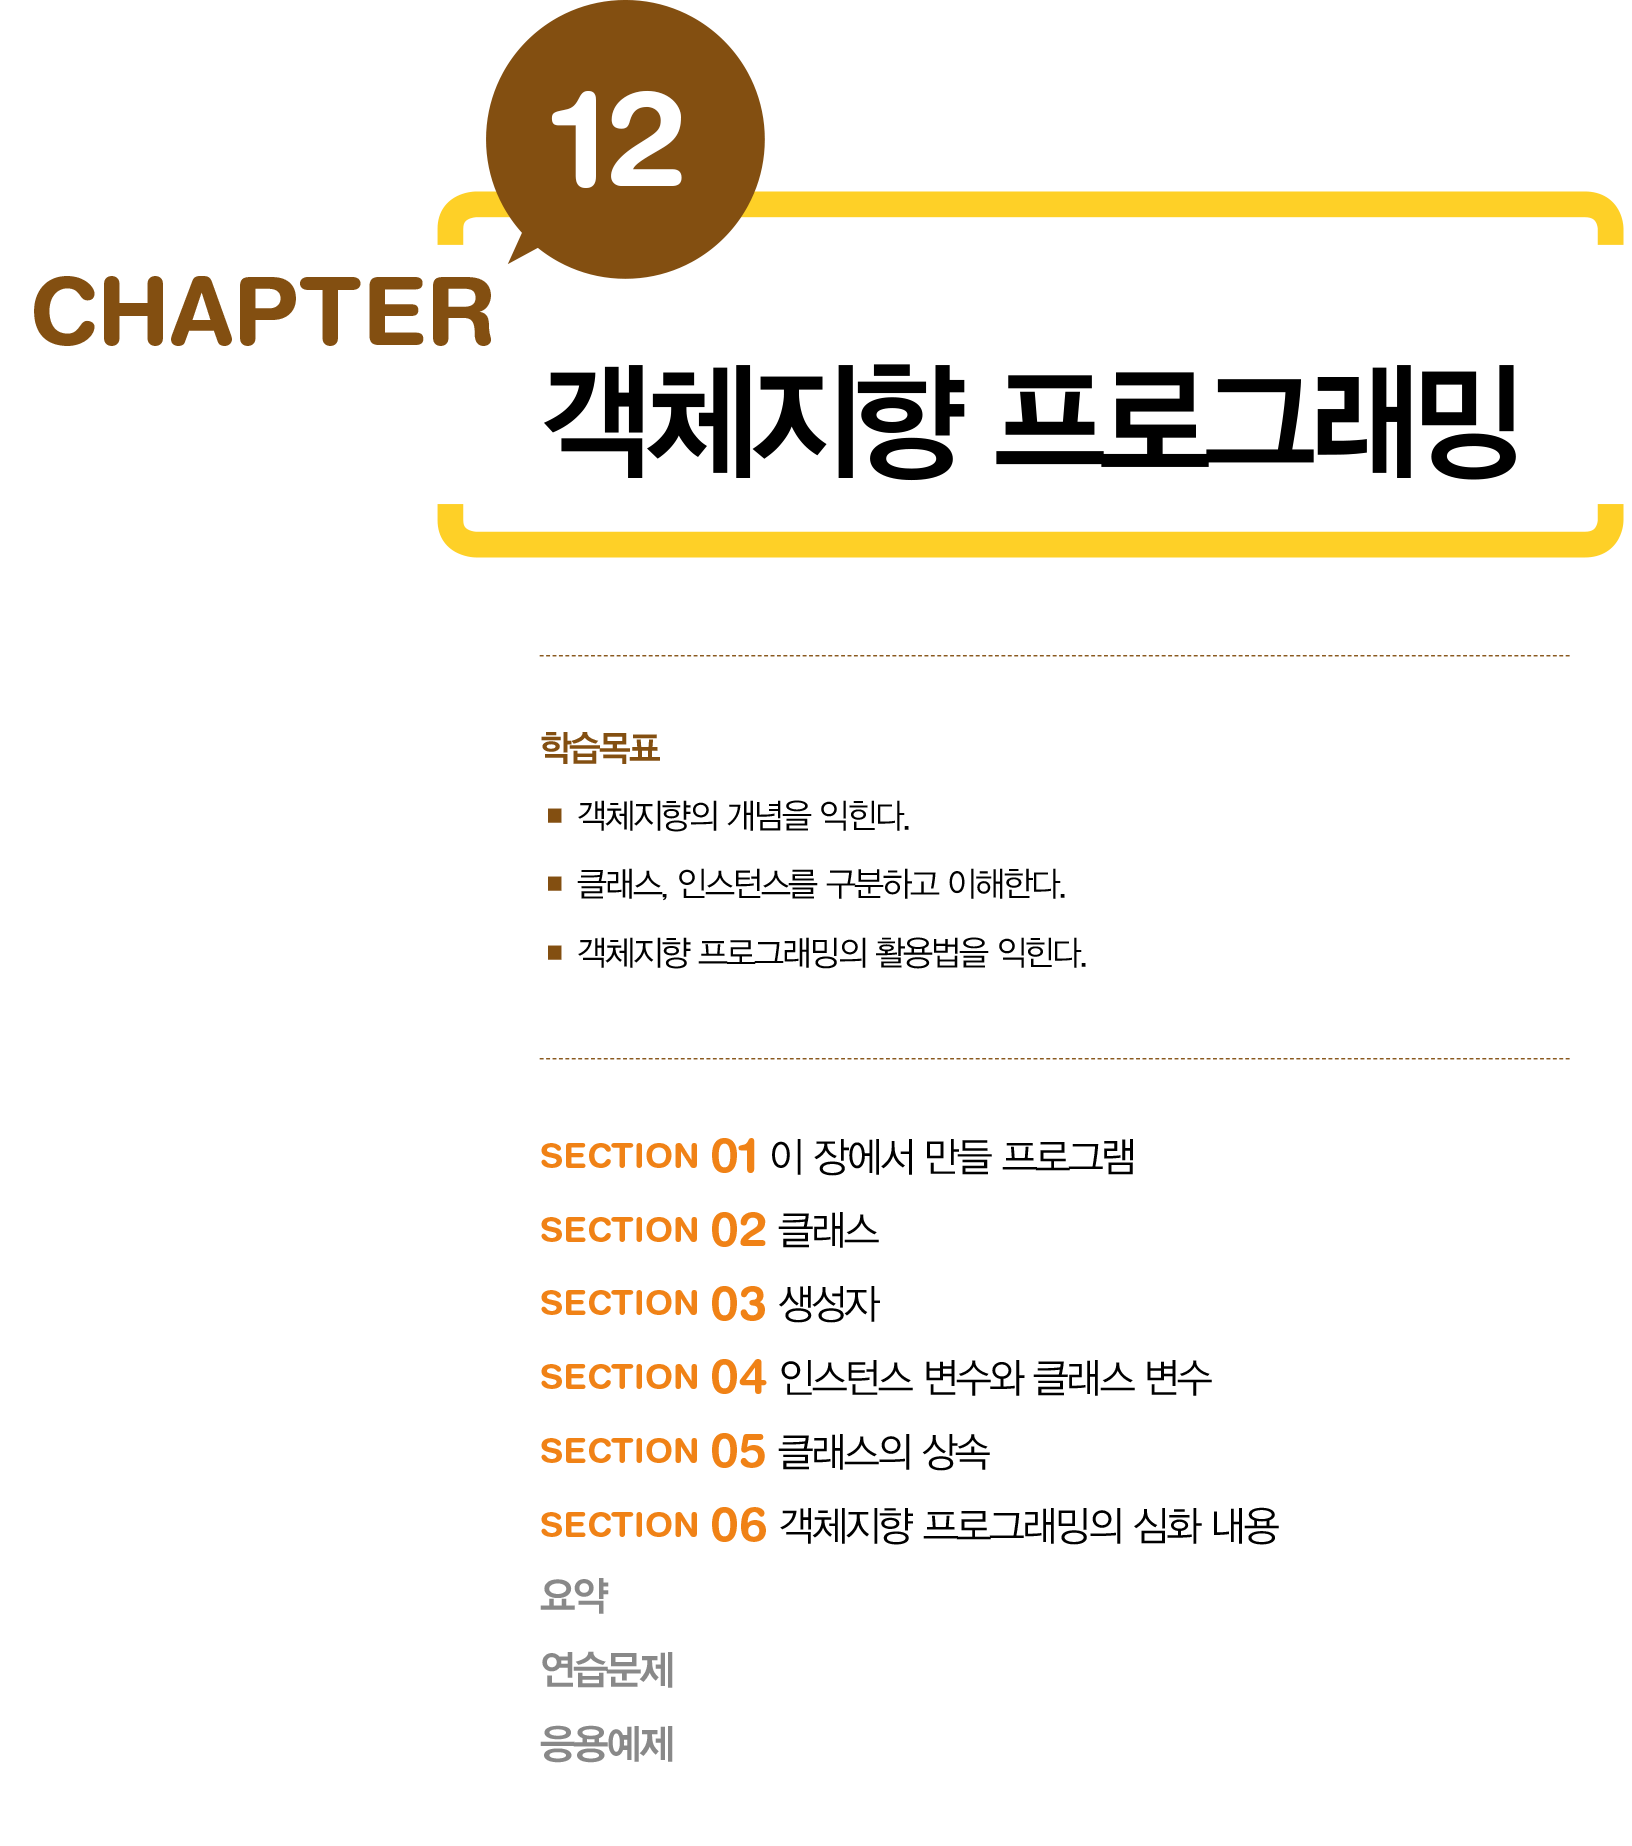 12
CHAPTER
객체지향 프로그래밍
학습목표
■ 객체지향의 개념을 익힌다.
■ 클래스, 인스턴스를 구분하고 이해한다.
■ 객체지향 프로그래밍의 활용법을 익힌다.
SECTION 01 이 장에서 만들 프로그램
SECTION 02 클래스
SECTION 03 생성자
SECTION 04 인스턴스 변수와 클래스 변수
SECTION 05 클래스의 상속
SECTION 06 객체지향 프로그래밍의 심화 내용
요약
연습문제
응용예제